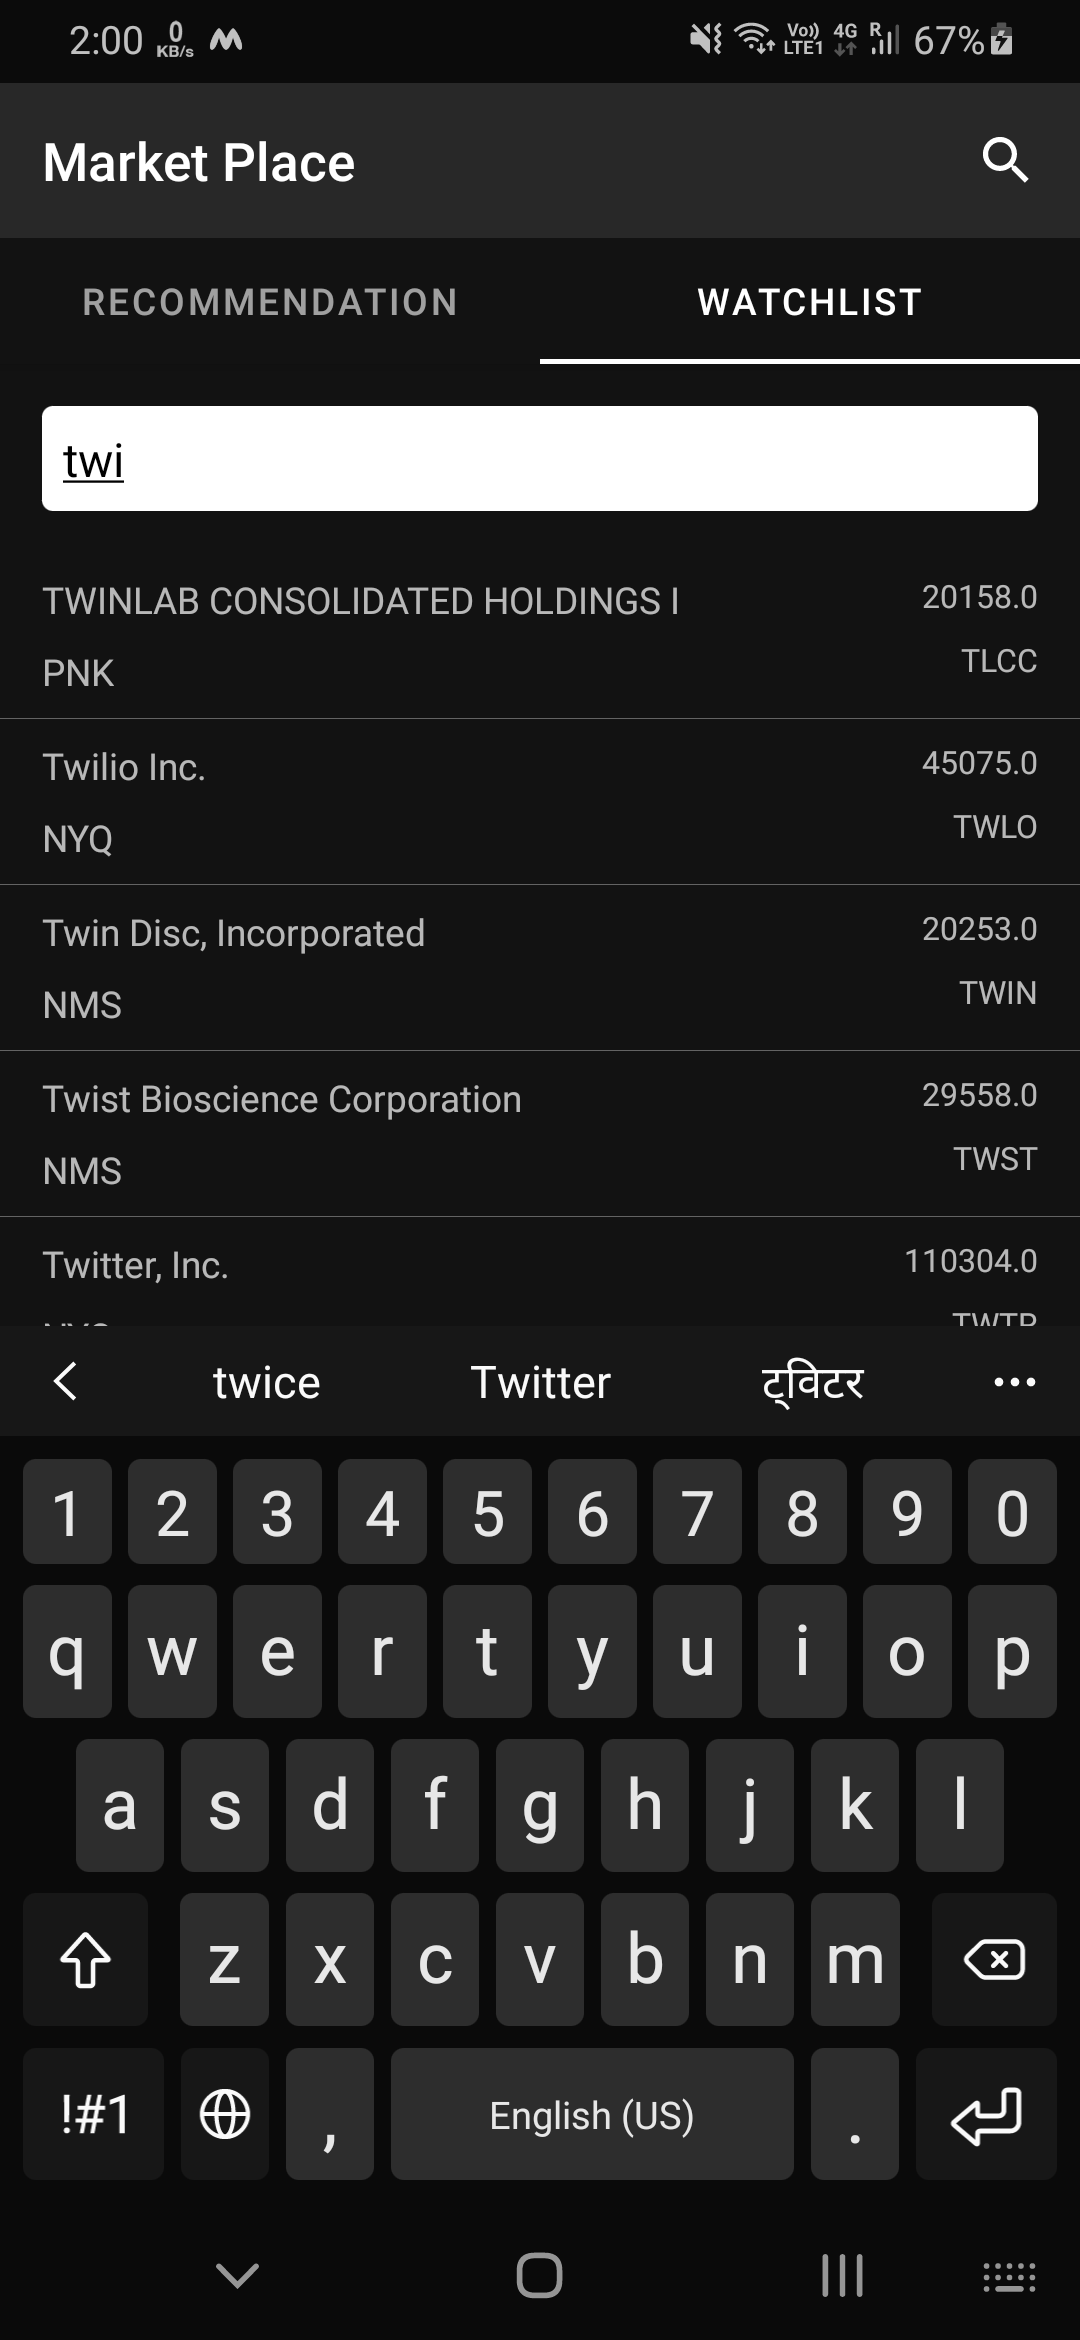 2:00 0 KB/s Vo)) LTE1 4G R 67%
Market Place
RECOMMENDATION WATCHLIST
twi
TWINLAB CONSOLIDATED HOLDINGS I 20158.0
PNK TLCC
Twilio Inc. 45075.0
NYQ TWLO
Twin Disc, Incorporated 20253.0
NMS TWIN
Twist Bioscience Corporation 29558.0
NMS TWST
Twitter, Inc. 110304.0
NYQ TWTR
twice Twitter ट्विटर
1 2 3 4 5 6 7 8 9 0
q w e r t y u i o p
a s d f g h j k l
z x c v b n m
!#1 , English (US) .